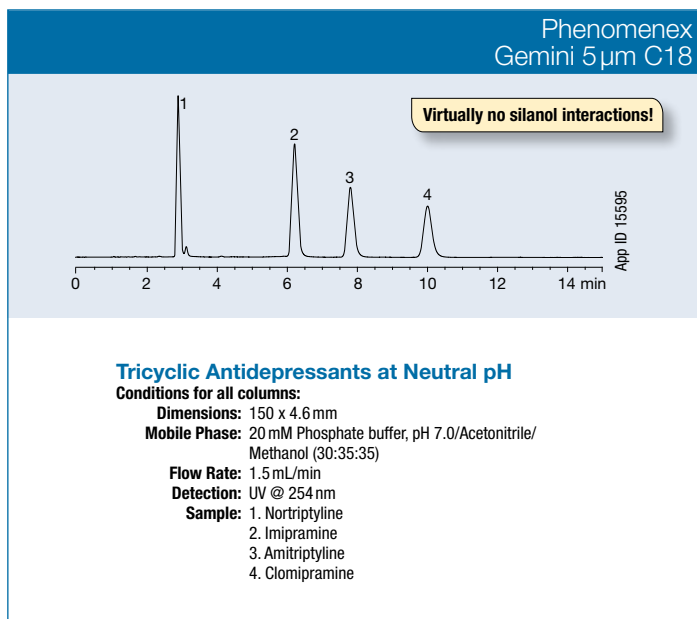 Phenomenex
Gemini 5 µm C18
Virtually no silanol interactions!
1
2
3
4
App ID 15595
0 2 4 6 8 10 12 14 min
Tricyclic Antidepressants at Neutral pH
Conditions for all columns:
Dimensions: 150 x 4.6 mm
Mobile Phase: 20 mM Phosphate buffer, pH 7.0/Acetonitrile/
Methanol (30:35:35)
Flow Rate: 1.5 mL/min
Detection: UV @ 254 nm
Sample: 1. Nortriptyline
2. Imipramine
3. Amitriptyline
4. Clomipramine